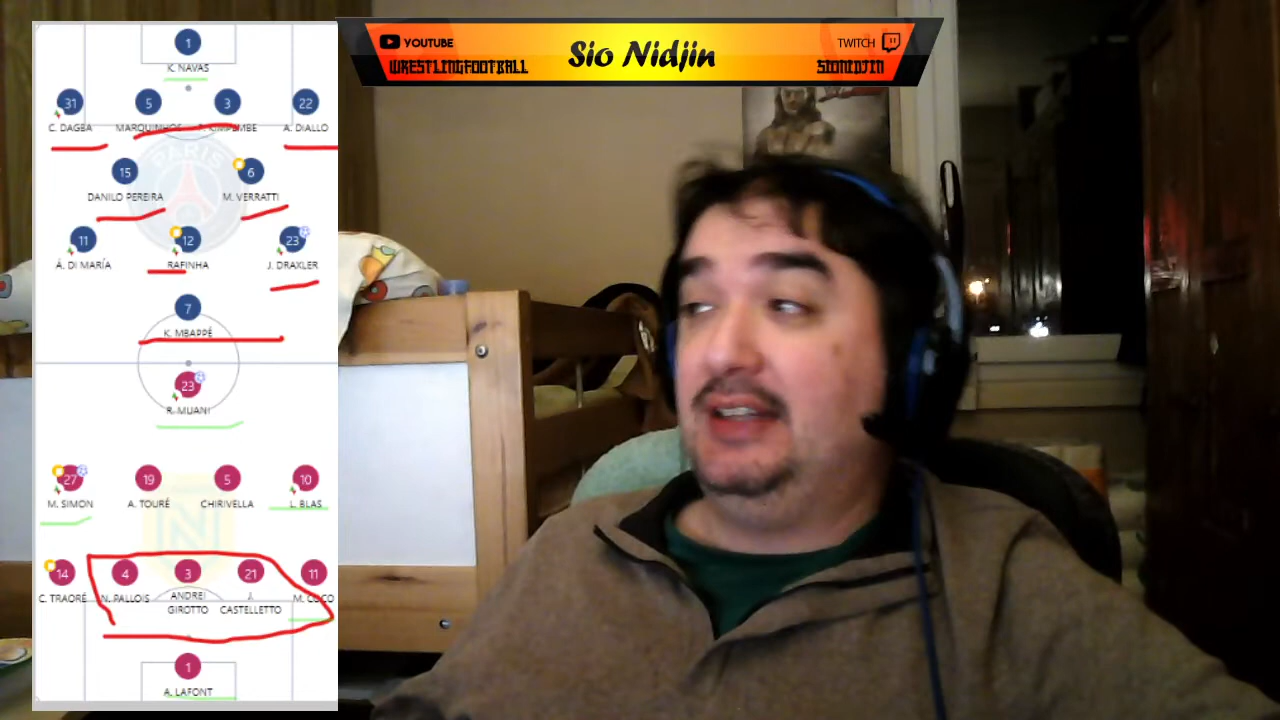 1
K. NAVAS
31 5 3 22
C. DAGBA MARQUINHOS A. DIALLO
PARIS
15 6
DANILO PEREIRA M. VERRATTI
11 12 23
Á. DI MARÍA RAFINHA J. DRAXLER
7
K. MBAPPÉ
23
R. MUANI
27 19 5 10
M. SIMON A. TOURÉ CHIRIVELLA L. BLAS
14 4 3 21 11
C. TRAORÉ N. PALLOIS ANDREI GIROTTO J. CASTELLETTO M. COCO
1
A. LAFONT
YOUTUBE
WRESTLINGFOOTBALL
Sio Nidjin
TWITCH
SIONIDJIN